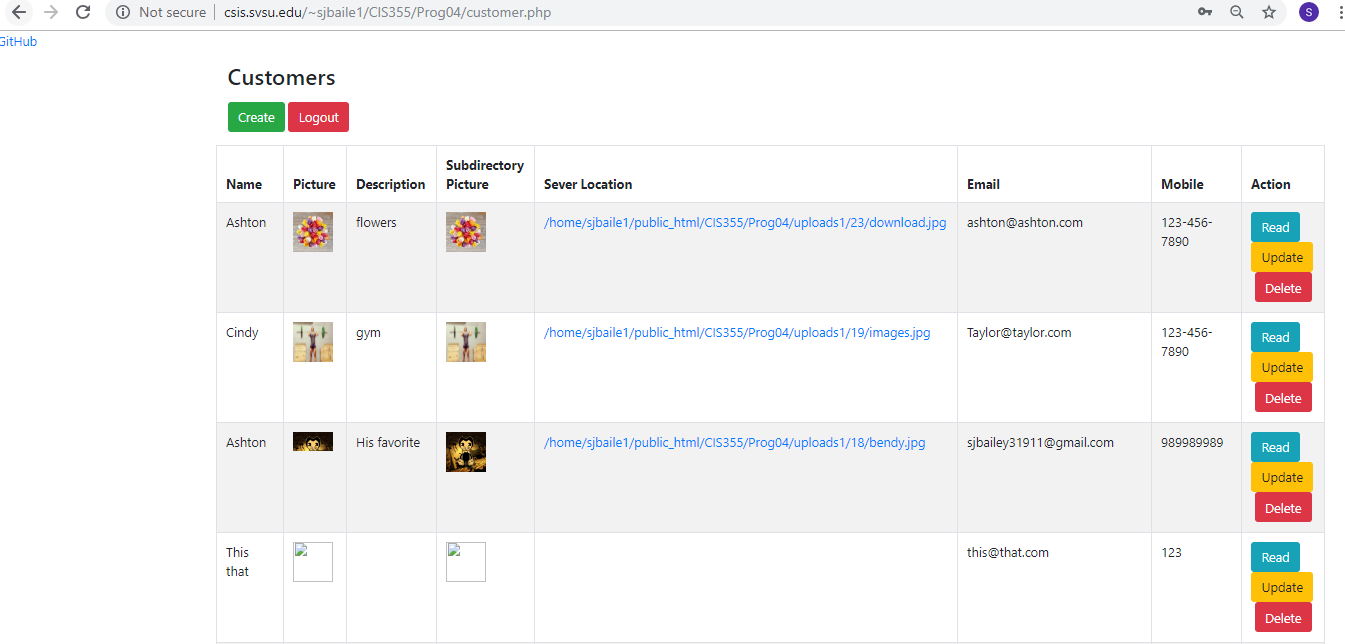 Not secure csis.svsu.edu/~sjbaile1/CIS355/Prog04/customer.php S
GitHub
Customers
Create Logout
Name Picture Description Subdirectory Picture Sever Location Email Mobile Action
Ashton flowers /home/sjbaile1/public_html/CIS355/Prog04/uploads1/23/download.jpg ashton@ashton.com 123-456-
7890
Read
Update
Delete
Cindy gym /home/sjbaile1/public_html/CIS355/Prog04/uploads1/19/images.jpg Taylor@taylor.com 123-456-
7890
Read
Update
Delete
Ashton His favorite /home/sjbaile1/public_html/CIS355/Prog04/uploads1/18/bendy.jpg sjbailey31911@gmail.com 989989989
Read
Update
Delete
This
that
this@that.com 123
Read
Update
Delete